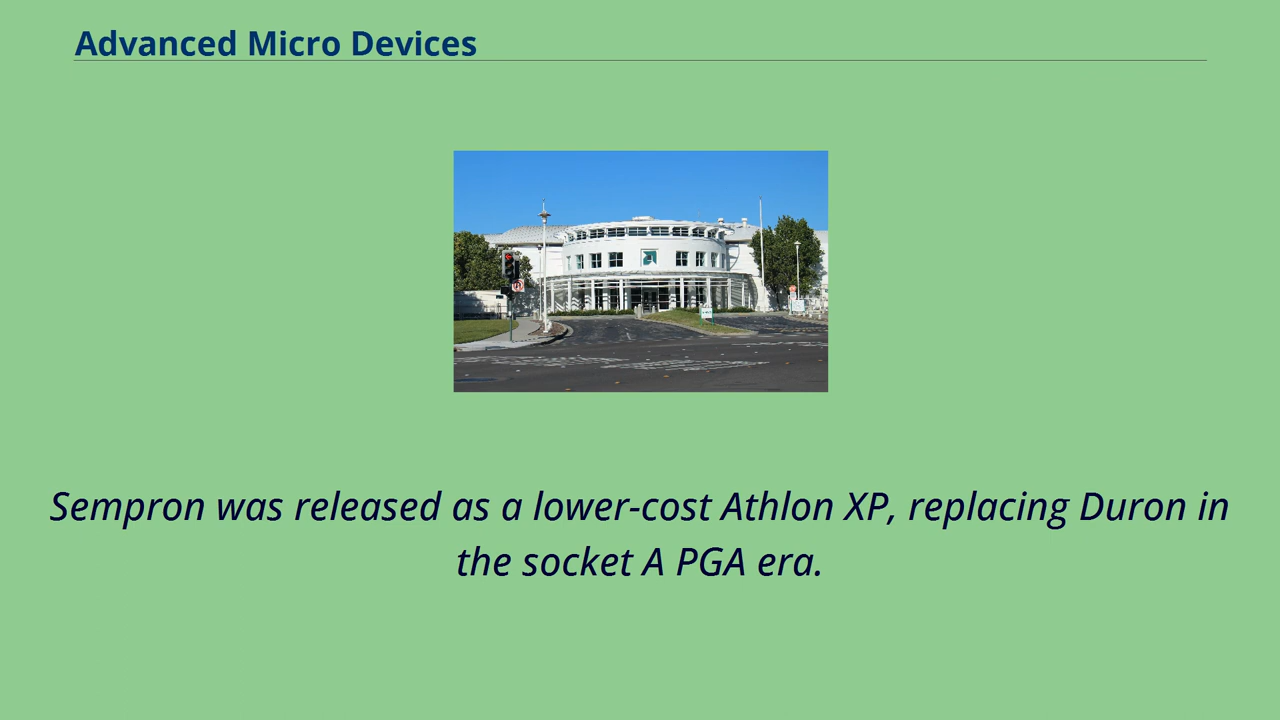 Advanced Micro Devices
Sempron was released as a lower-cost Athlon XP, replacing Duron in
the socket A PGA era.